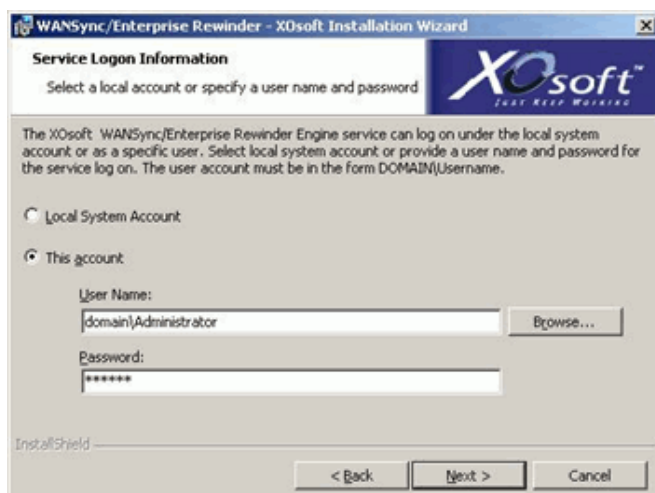 WANSync/Enterprise Rewinder - XOsoft Installation Wizard
Service Logon Information
Select a local account or specify a user name and password
XOsoft™
JUST KEEP WORKING
The XOsoft WANSync/Enterprise Rewinder Engine service can log on under the local system
account or as a specific user. Select local system account or provide a user name and password for
the service log on. The user account must be in the form DOMAIN\Username.
Local System Account
This account
User Name:
domain\Administrator
Browse...
Password:
******
InstallShield
< Back
Next >
Cancel